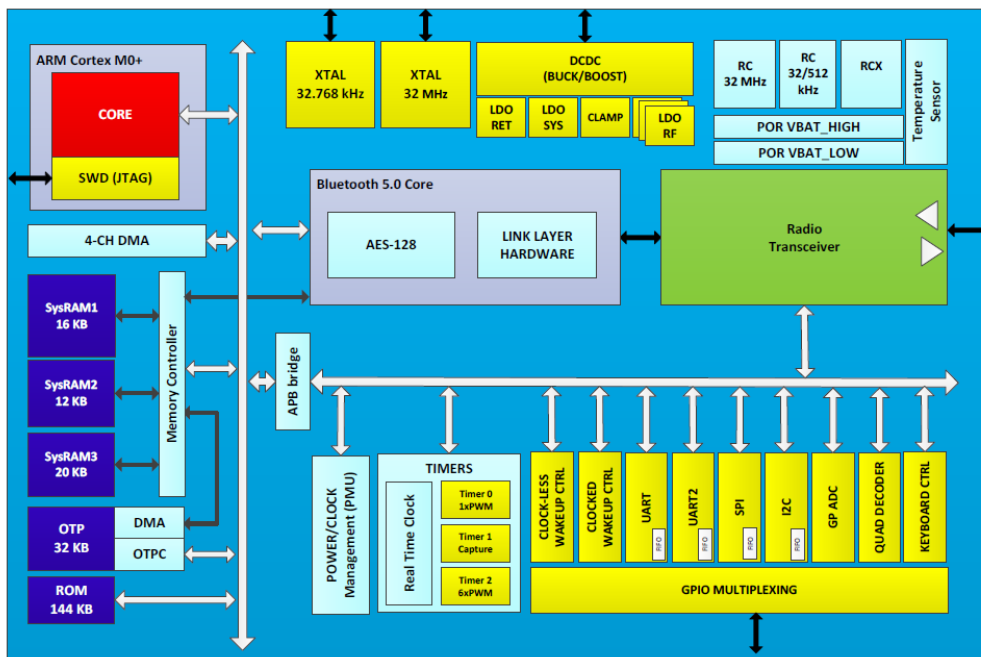 ARM Cortex M0+
CORE
SWD (JTAG)
XTAL
32.768 kHz
XTAL
32 MHz
DCDC
(BUCK/BOOST)
LDO
RET
LDO
SYS
CLAMP
LDO
RF
RC
32 MHz
RC
32/512
kHz
RCX
POR VBAT_HIGH
POR VBAT_LOW
Temperature
Sensor
4-CH DMA
Bluetooth 5.0 Core
AES-128
LINK LAYER
HARDWARE
Radio
Transceiver
SysRAM1
16 KB
SysRAM2
12 KB
SysRAM3
20 KB
Memory Controller
APB bridge
OTP
32 KB
DMA
OTPC
ROM
144 KB
POWER/CLOCK
Management (PMU)
TIMERS
Real Time Clock
Timer 0
1xPWM
Timer 1
Capture
Timer 2
6xPWM
CLOCK-LESS
WAKEUP CTRL
CLOCKED
WAKEUP CTRL
UART
FIFO
UART2
FIFO
SPI
FIFO
I2C
FIFO
GP ADC
QUAD DECODER
KEYBOARD CTRL
GPIO MULTIPLEXING